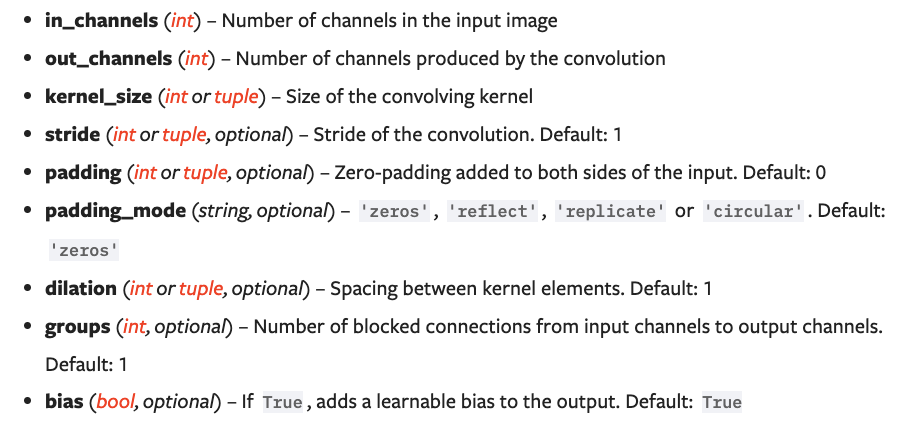 • in_channels (int) – Number of channels in the input image
• out_channels (int) – Number of channels produced by the convolution
• kernel_size (int or tuple) – Size of the convolving kernel
• stride (int or tuple, optional) – Stride of the convolution. Default: 1
• padding (int or tuple, optional) – Zero-padding added to both sides of the input. Default: 0
• padding_mode (string, optional) – 'zeros', 'reflect', 'replicate' or 'circular'. Default:
'zeros'
• dilation (int or tuple, optional) – Spacing between kernel elements. Default: 1
• groups (int, optional) – Number of blocked connections from input channels to output channels.
Default: 1
• bias (bool, optional) – If True, adds a learnable bias to the output. Default: True